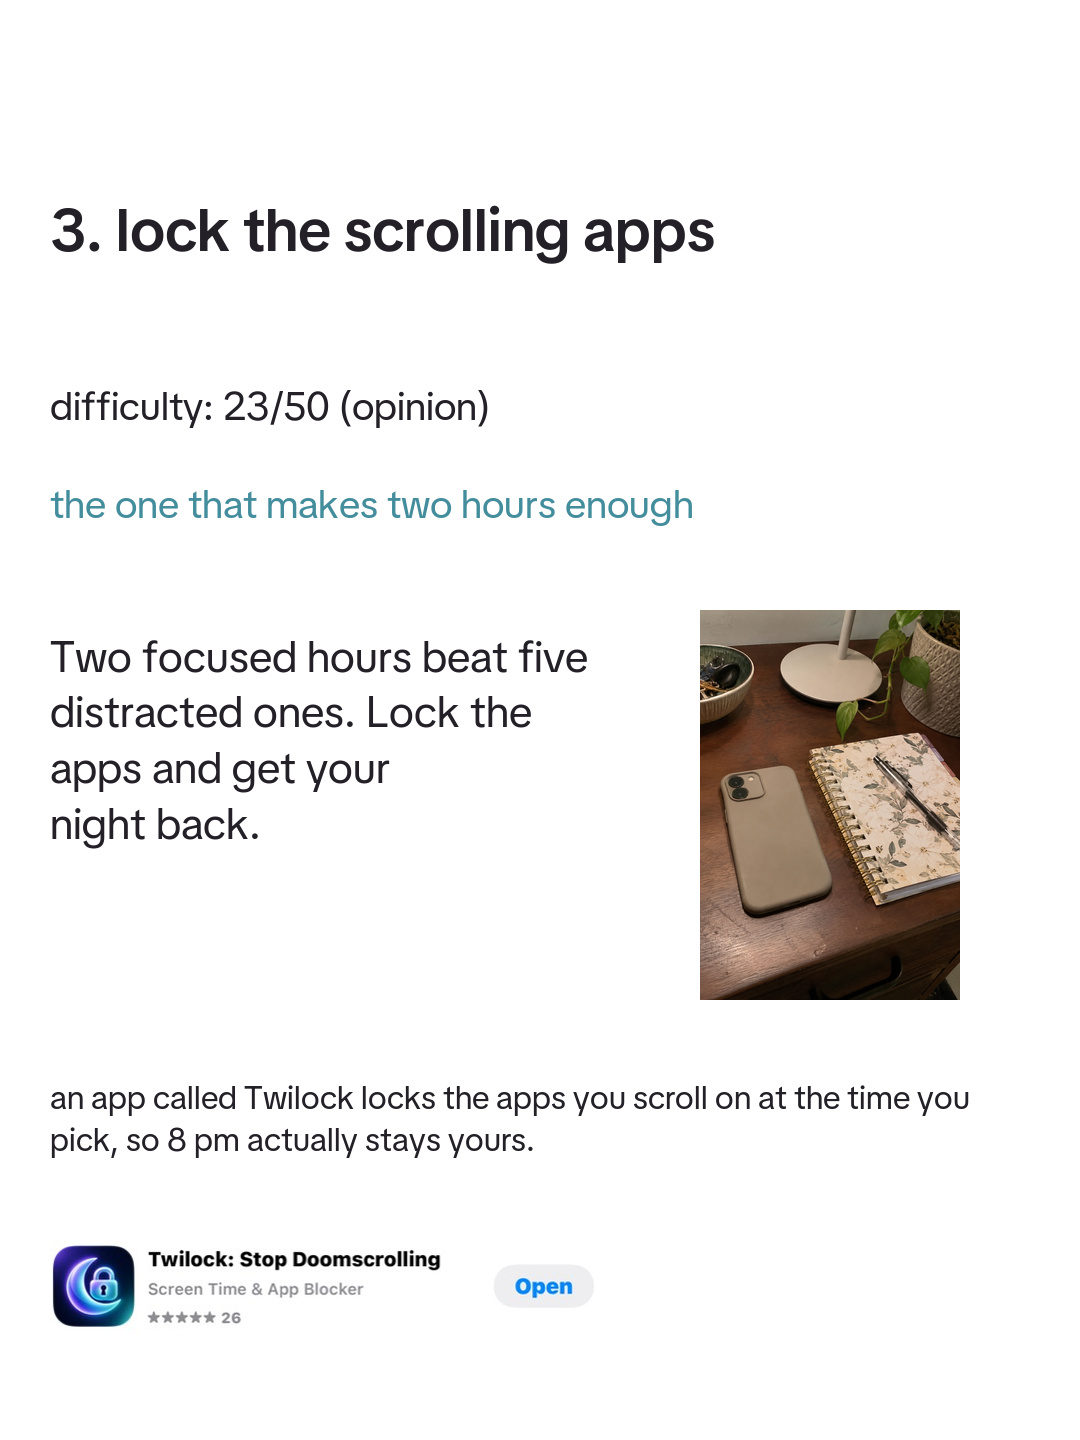 3. lock the scrolling apps
difficulty: 23/50 (opinion)
the one that makes two hours enough
Two focused hours beat five
distracted ones. Lock the
apps and get your
night back.
an app called Twilock locks the apps you scroll on at the time you
pick, so 8 pm actually stays yours.
Twilock: Stop Doomscrolling
Screen Time & App Blocker
★★★★★ 26
Open